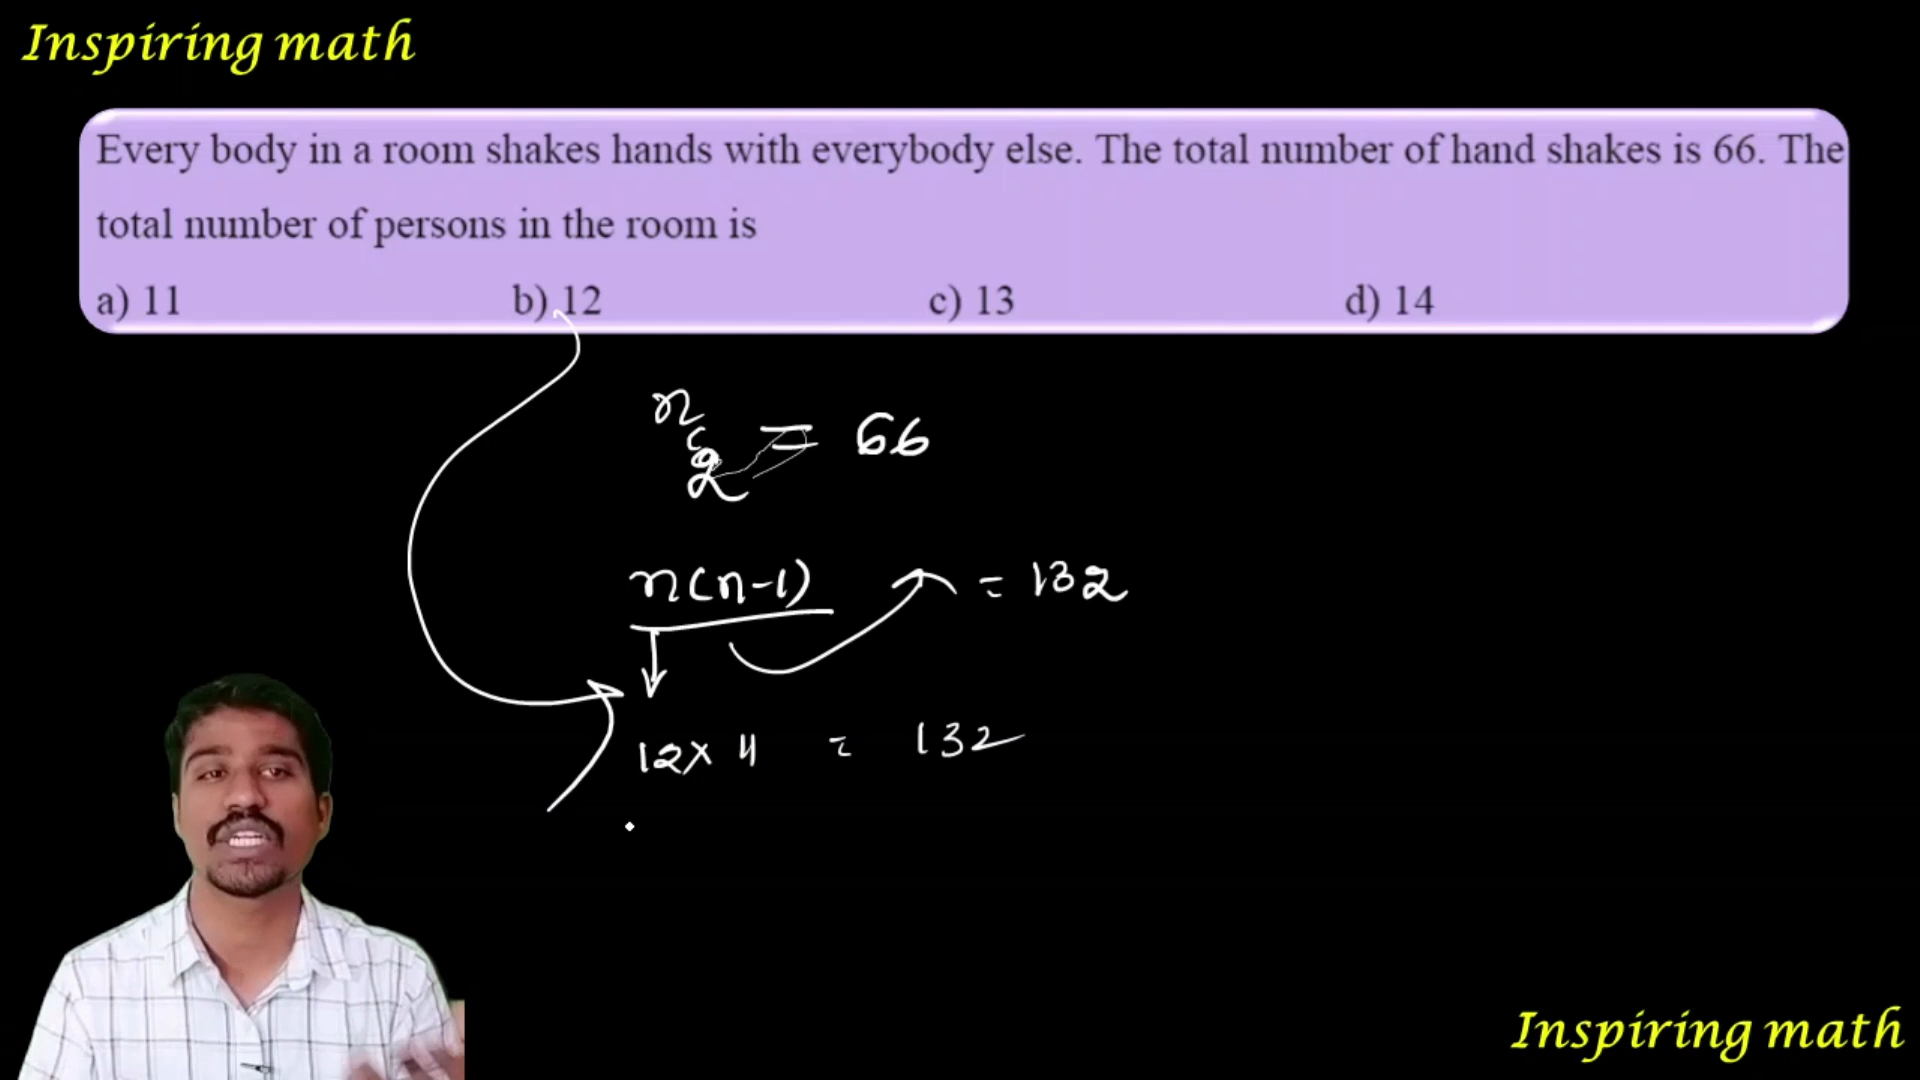 Inspiring math
Every body in a room shakes hands with everybody else. The total number of hand shakes is 66. The
total number of persons in the room is
a) 11 b) 12 c) 13 d) 14
n c 2 = 66
n(n-1) = 132
12 x 11 = 132
Inspiring math